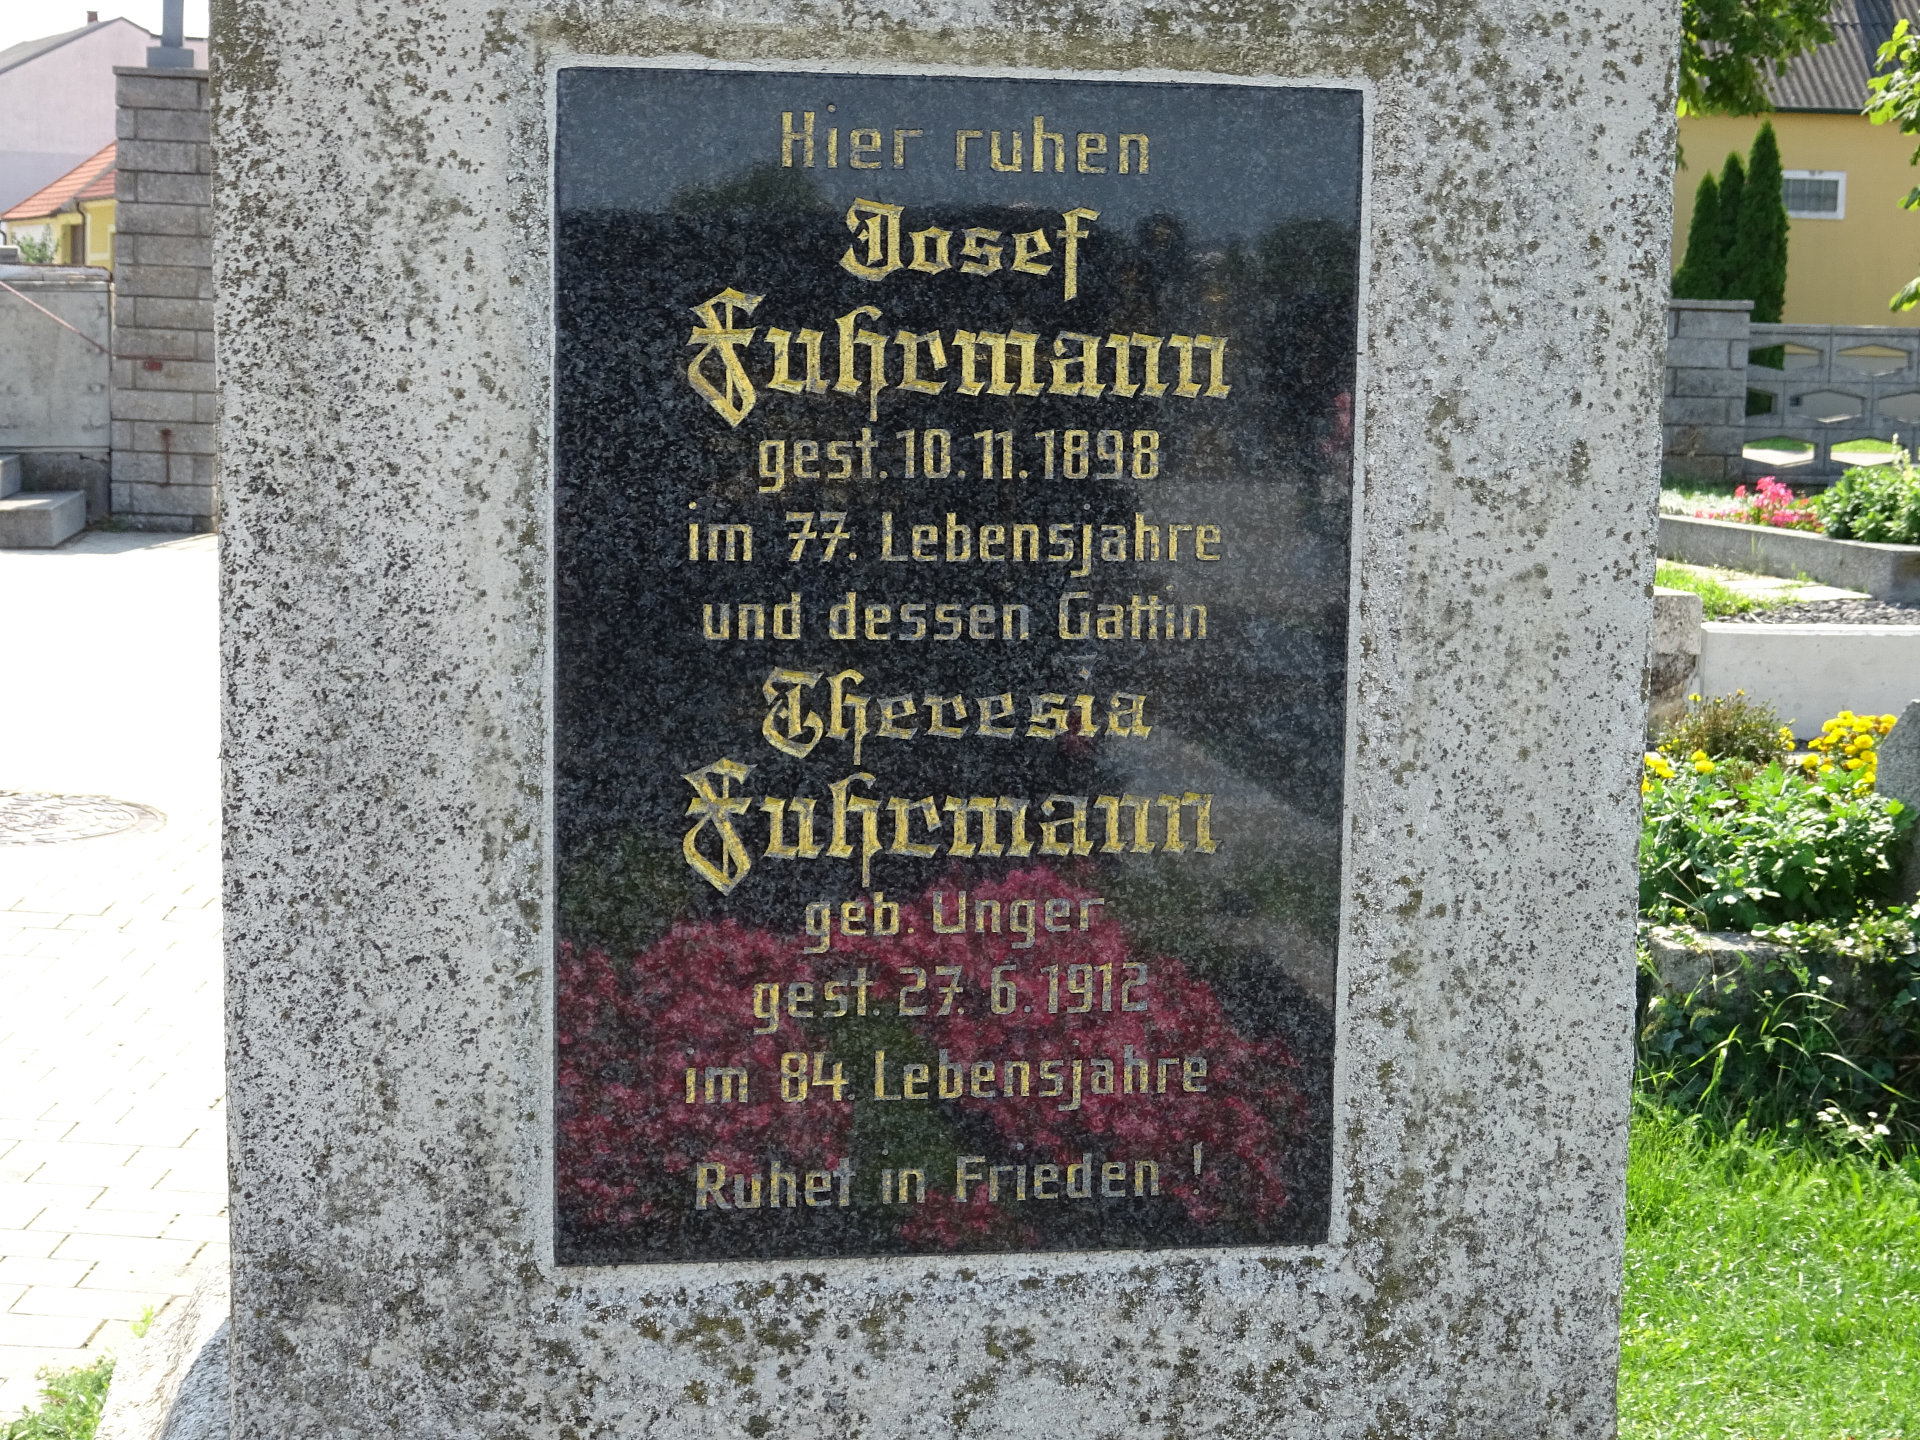 Hier ruhen
Josef
Fuhrmann
gest. 10. 11. 1898
im 77. Lebensjahre
und dessen Gattin
Theresia
Fuhrmann
geb. Unger
gest. 27. 6. 1912
im 84. Lebensjahre
Ruhet in Frieden !